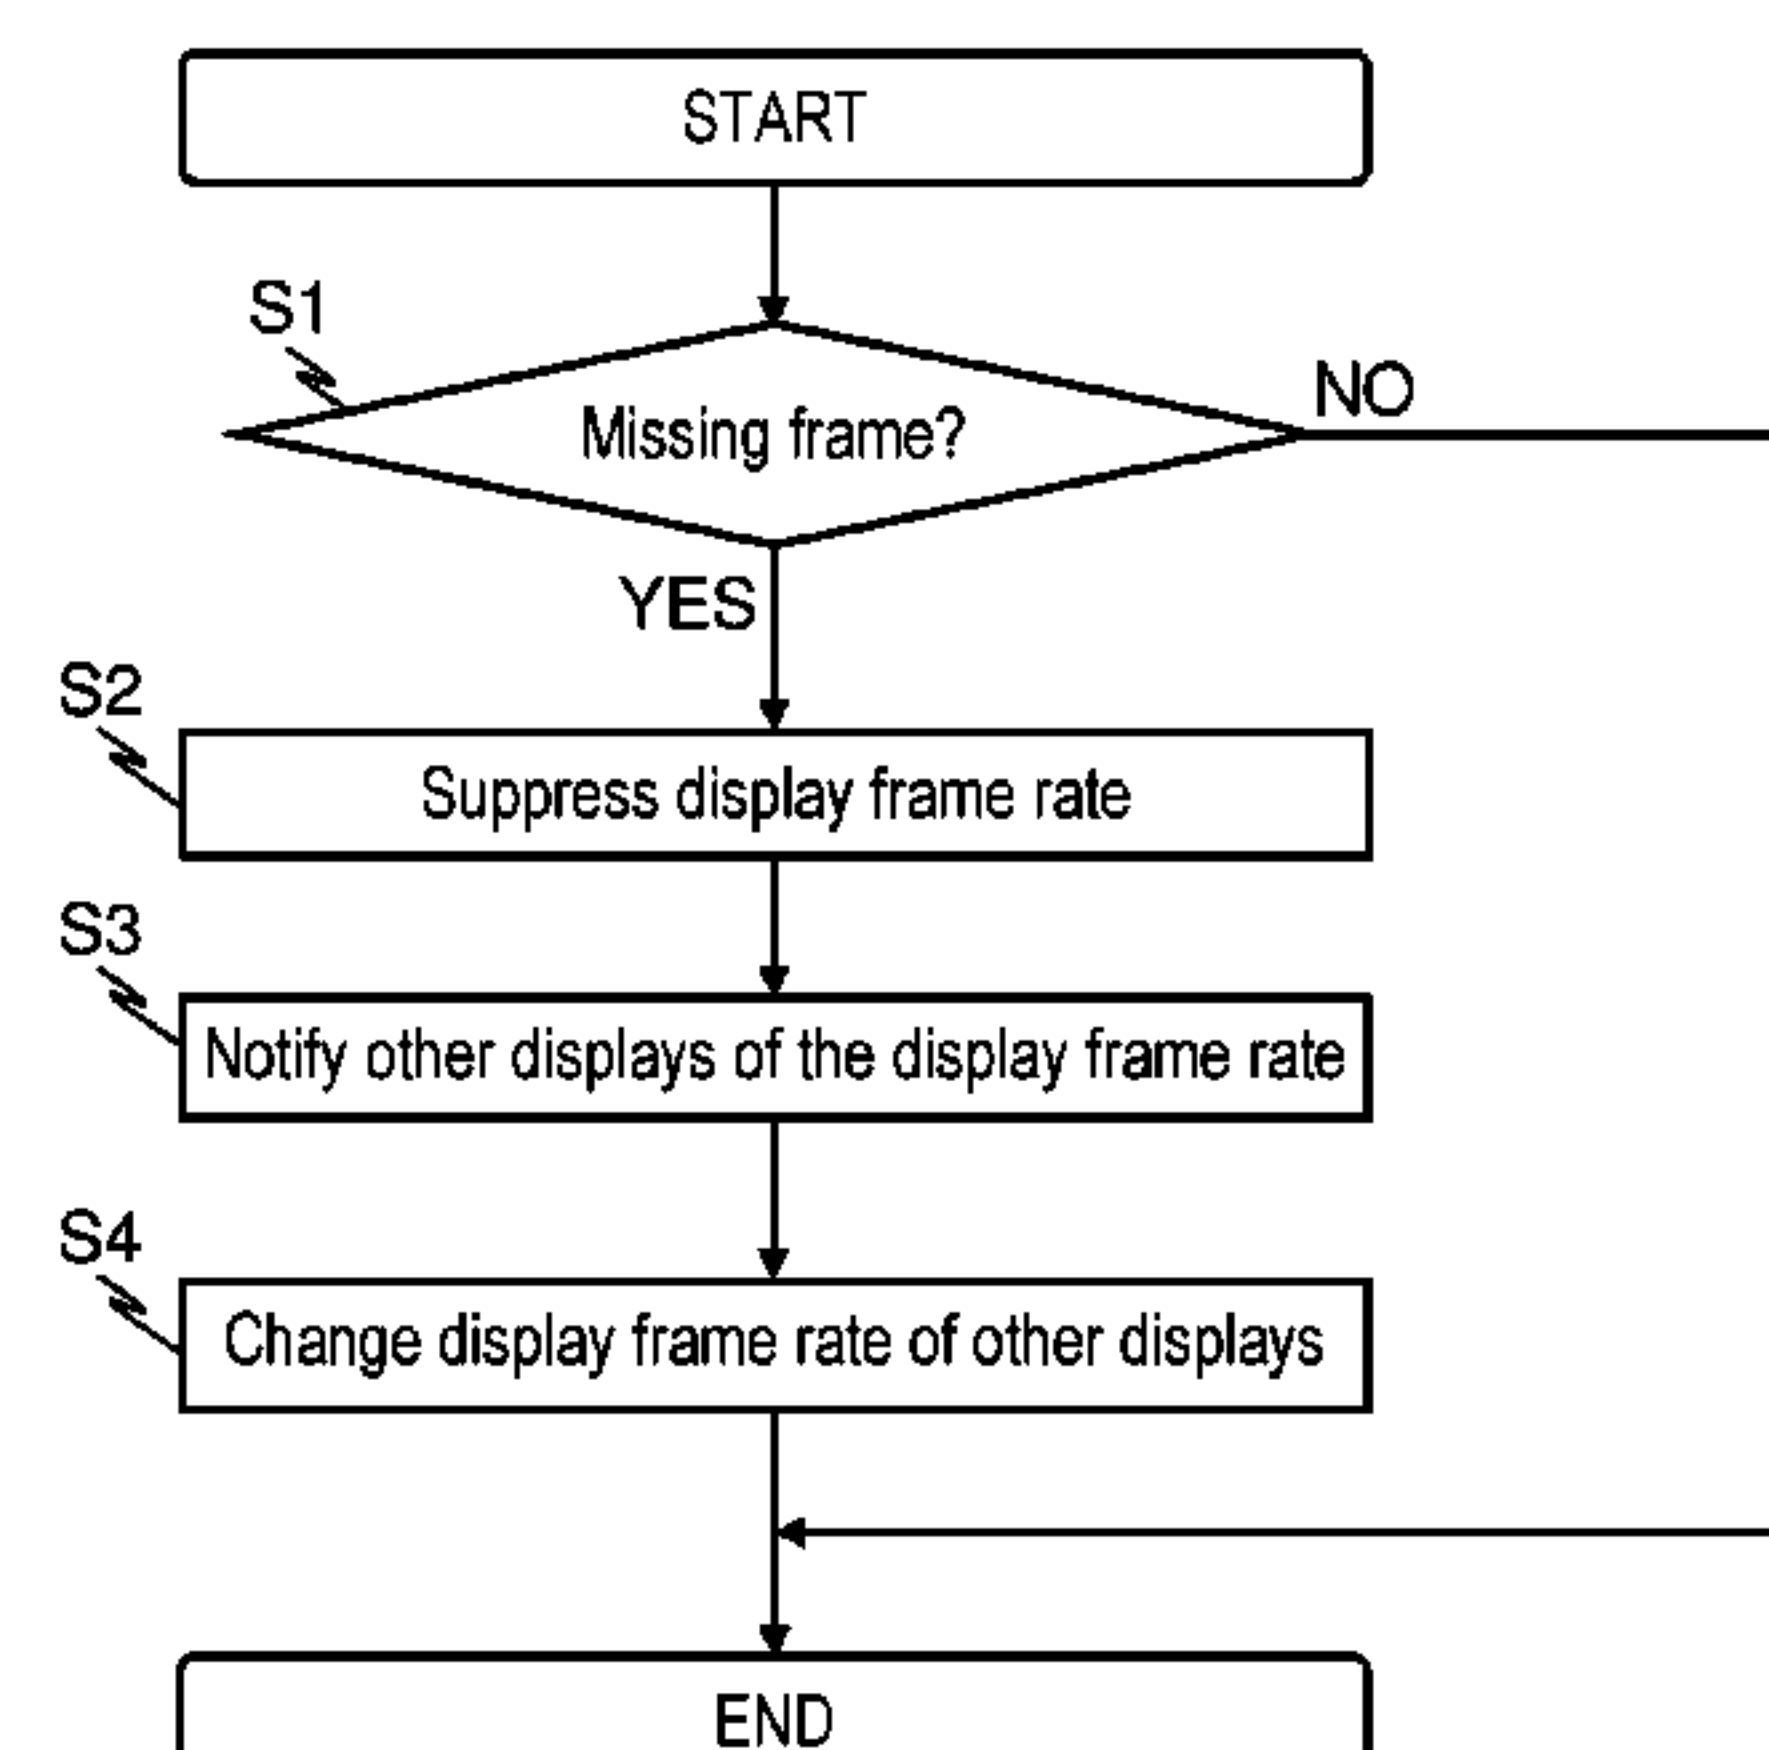 START
S1
NO
Missing frame?
YES
S2
Suppress display frame rate
S3
Notify other displays of the display frame rate
S4
Change display frame rate of other displays
END